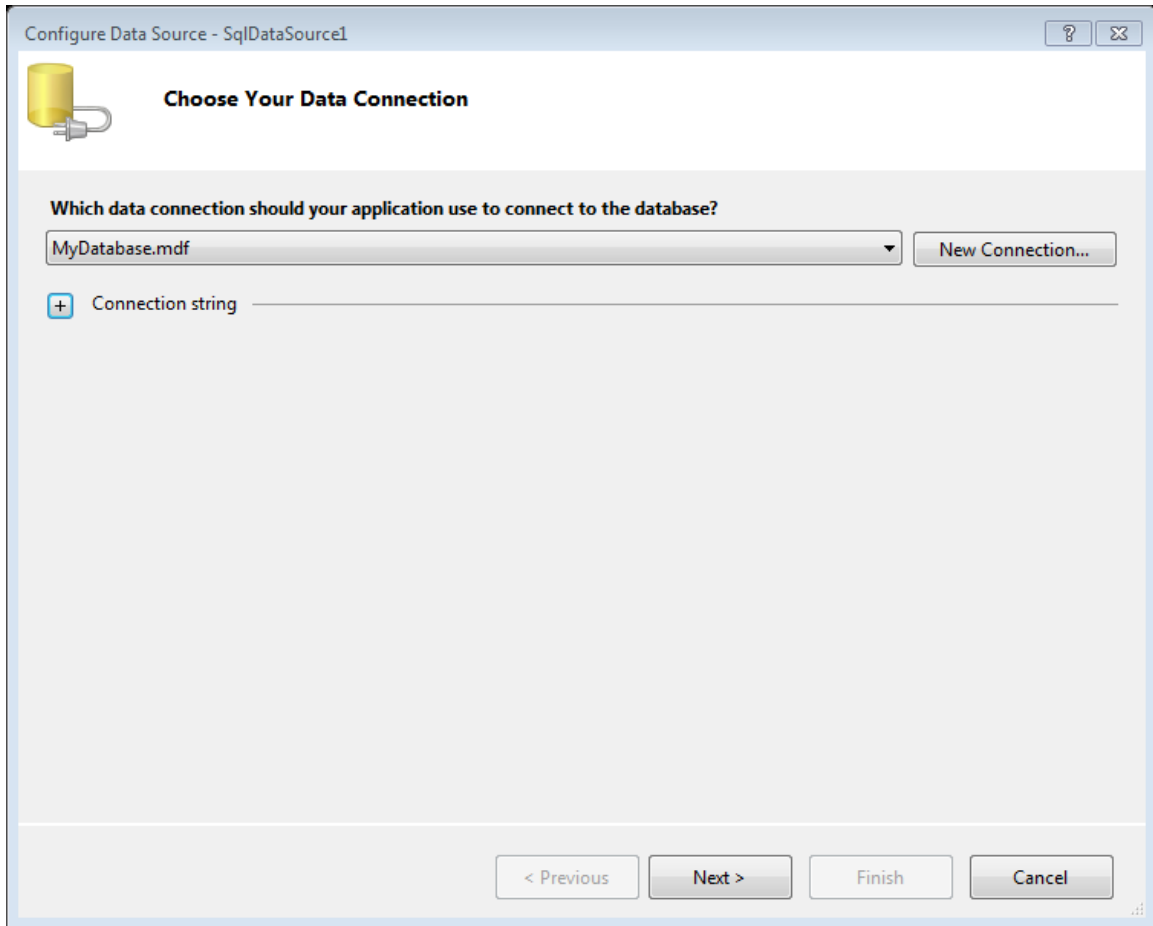 Configure Data Source - SqlDataSource1
Choose Your Data Connection
Which data connection should your application use to connect to the database?
MyDatabase.mdf
New Connection...
+ Connection string
< Previous
Next >
Finish
Cancel